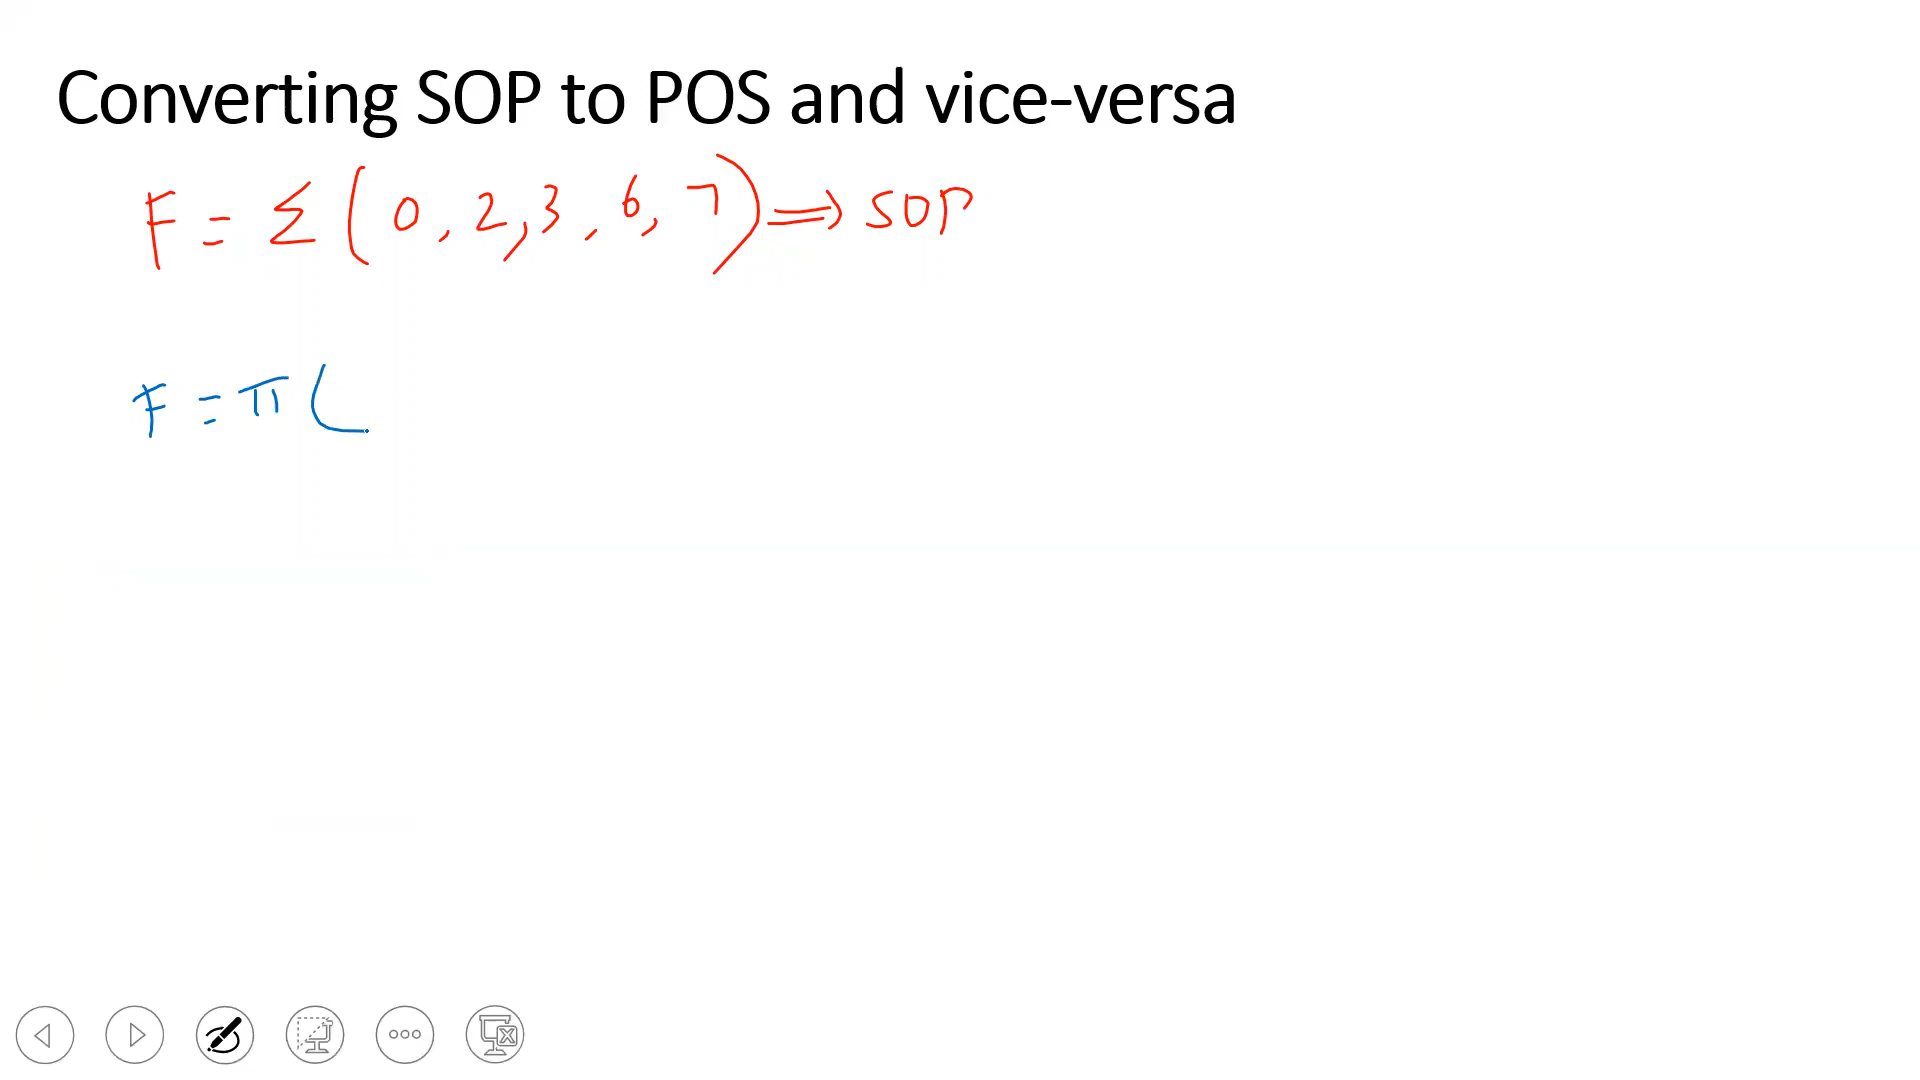 Converting SOP to POS and vice-versa
F = Σ ( 0, 2, 3, 6, 7 ) ⟹ SOP
F = π (